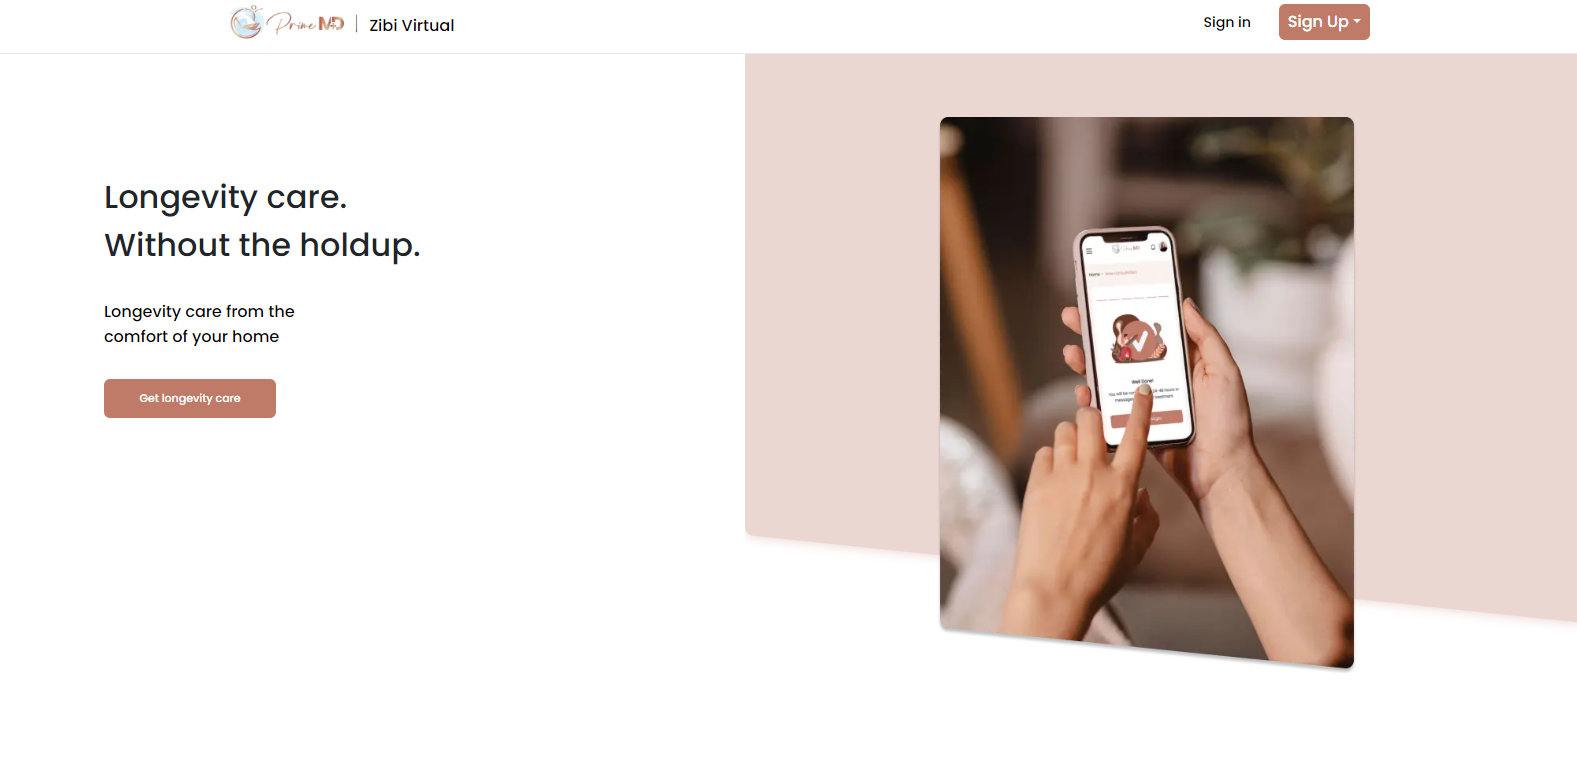 Prime MD | Zibi Virtual
Sign in
Sign Up
Longevity care.
Without the holdup.
Longevity care from the
comfort of your home
Get longevity care
Home
Well Done!